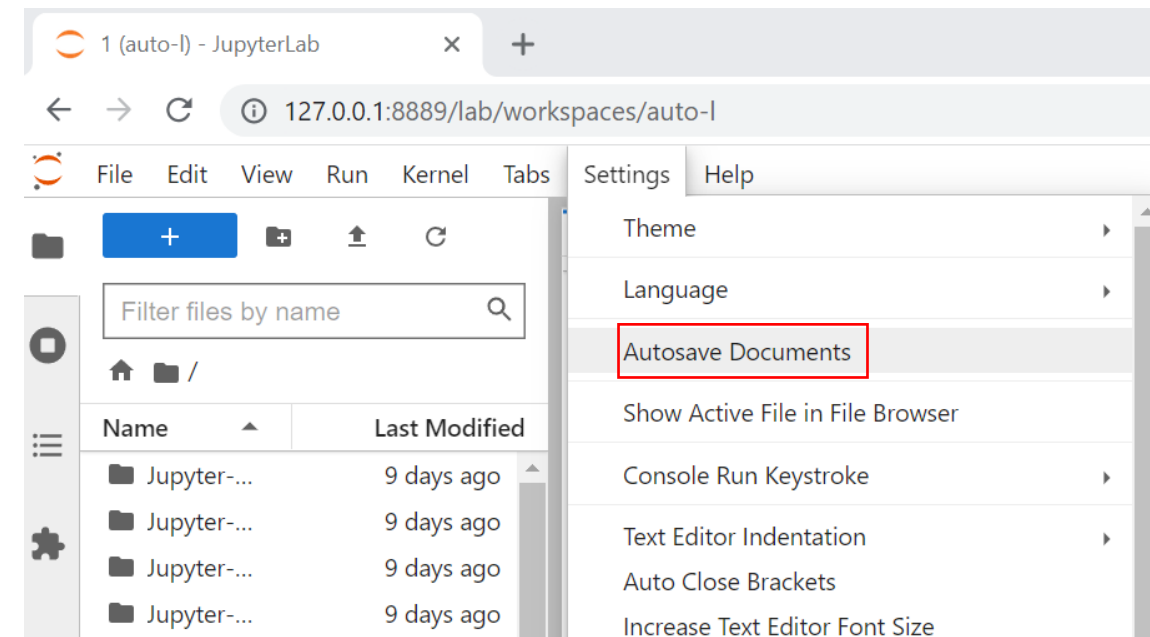 1 (auto-l) - JupyterLab
127.0.0.1:8889/lab/workspaces/auto-l
File Edit View Run Kernel Tabs Settings Help
Filter files by name
/
Name Last Modified
Jupyter-... 9 days ago
Jupyter-... 9 days ago
Jupyter-... 9 days ago
Jupyter-... 9 days ago
Theme
Language
Autosave Documents
Show Active File in File Browser
Console Run Keystroke
Text Editor Indentation
Auto Close Brackets
Increase Text Editor Font Size